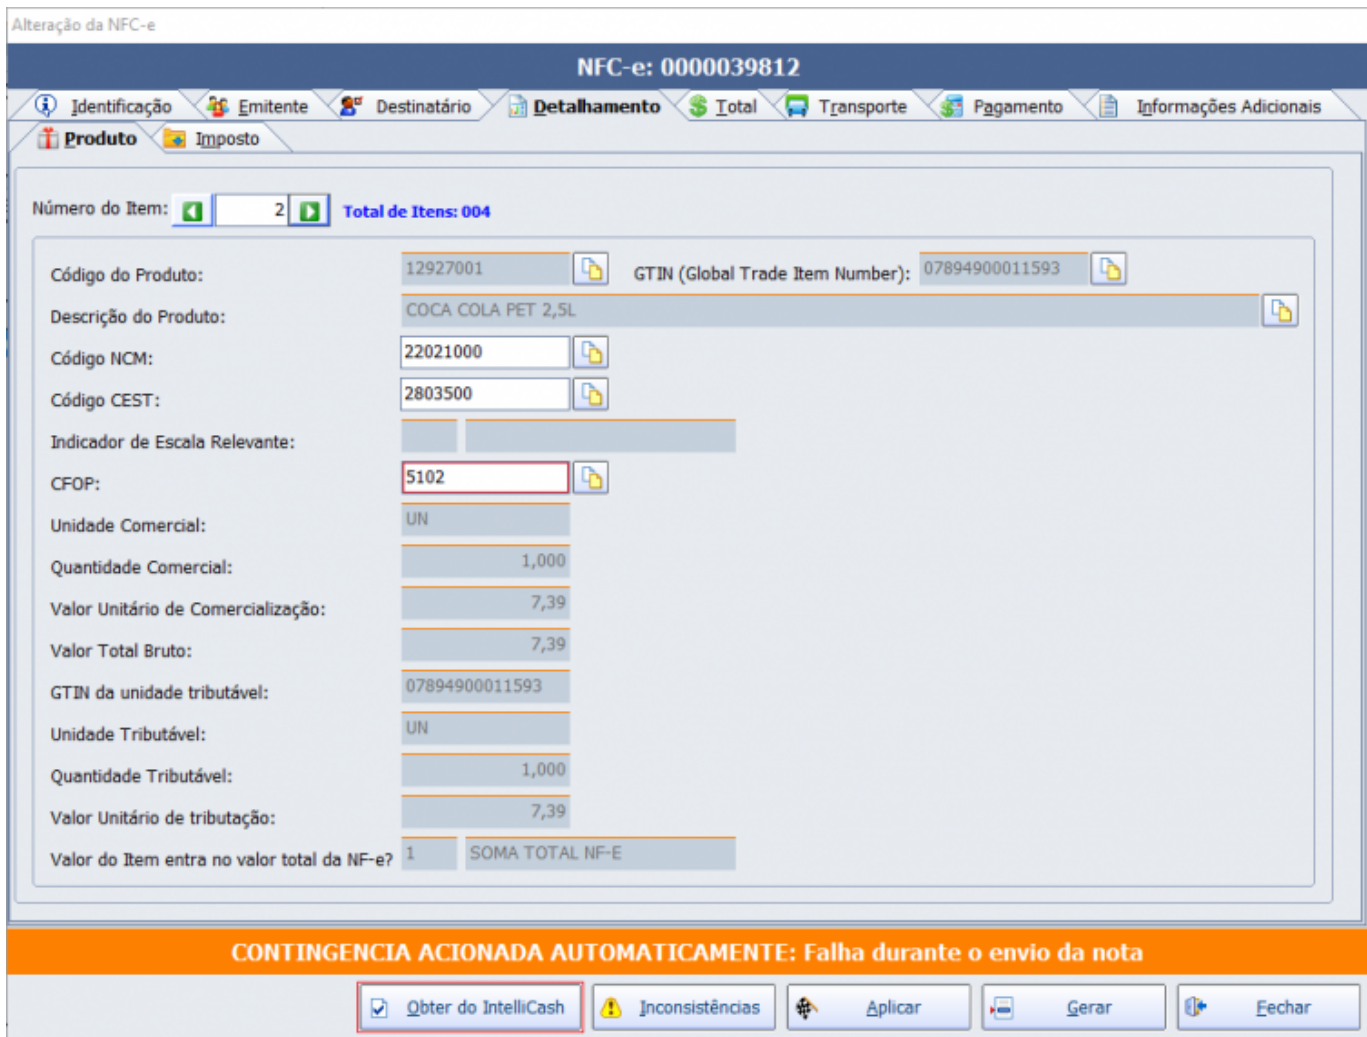 Alteração da NFC-e
NFC-e: 0000039812
Identificação Emitente Destinatário Detalhamento Total Transporte Pagamento Informações Adicionais
Produto Imposto
Número do Item: 2 Total de Itens: 004
Código do Produto: 12927001 GTIN (Global Trade Item Number): 07894900011593
Descrição do Produto: COCA COLA PET 2,5L
Código NCM: 22021000
Código CEST: 2803500
Indicador de Escala Relevante:
CFOP: 5102
Unidade Comercial: UN
Quantidade Comercial: 1,000
Valor Unitário de Comercialização: 7,39
Valor Total Bruto: 7,39
GTIN da unidade tributável: 07894900011593
Unidade Tributável: UN
Quantidade Tributável: 1,000
Valor Unitário de tributação: 7,39
Valor do Item entra no valor total da NF-e? 1 SOMA TOTAL NF-E
CONTINGENCIA ACIONADA AUTOMATICAMENTE: Falha durante o envio da nota
Obter do IntelliCash Inconsistências Aplicar Gerar Fechar